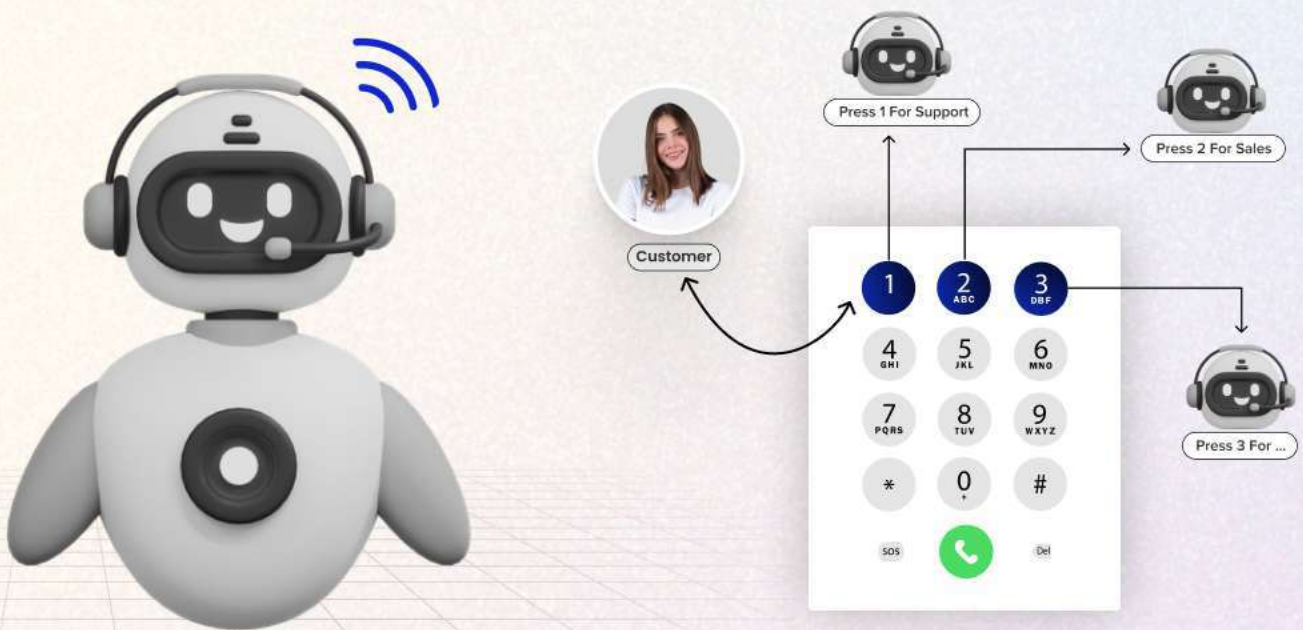 Press 1 For Support
Press 2 For Sales
Customer
1
2
ABC
3
DBF
4
GHI
5
JKL
6
MNO
7
PQRS
8
TUV
9
WXYZ
*
0
+
#
SOS
Del
Press 3 For ...